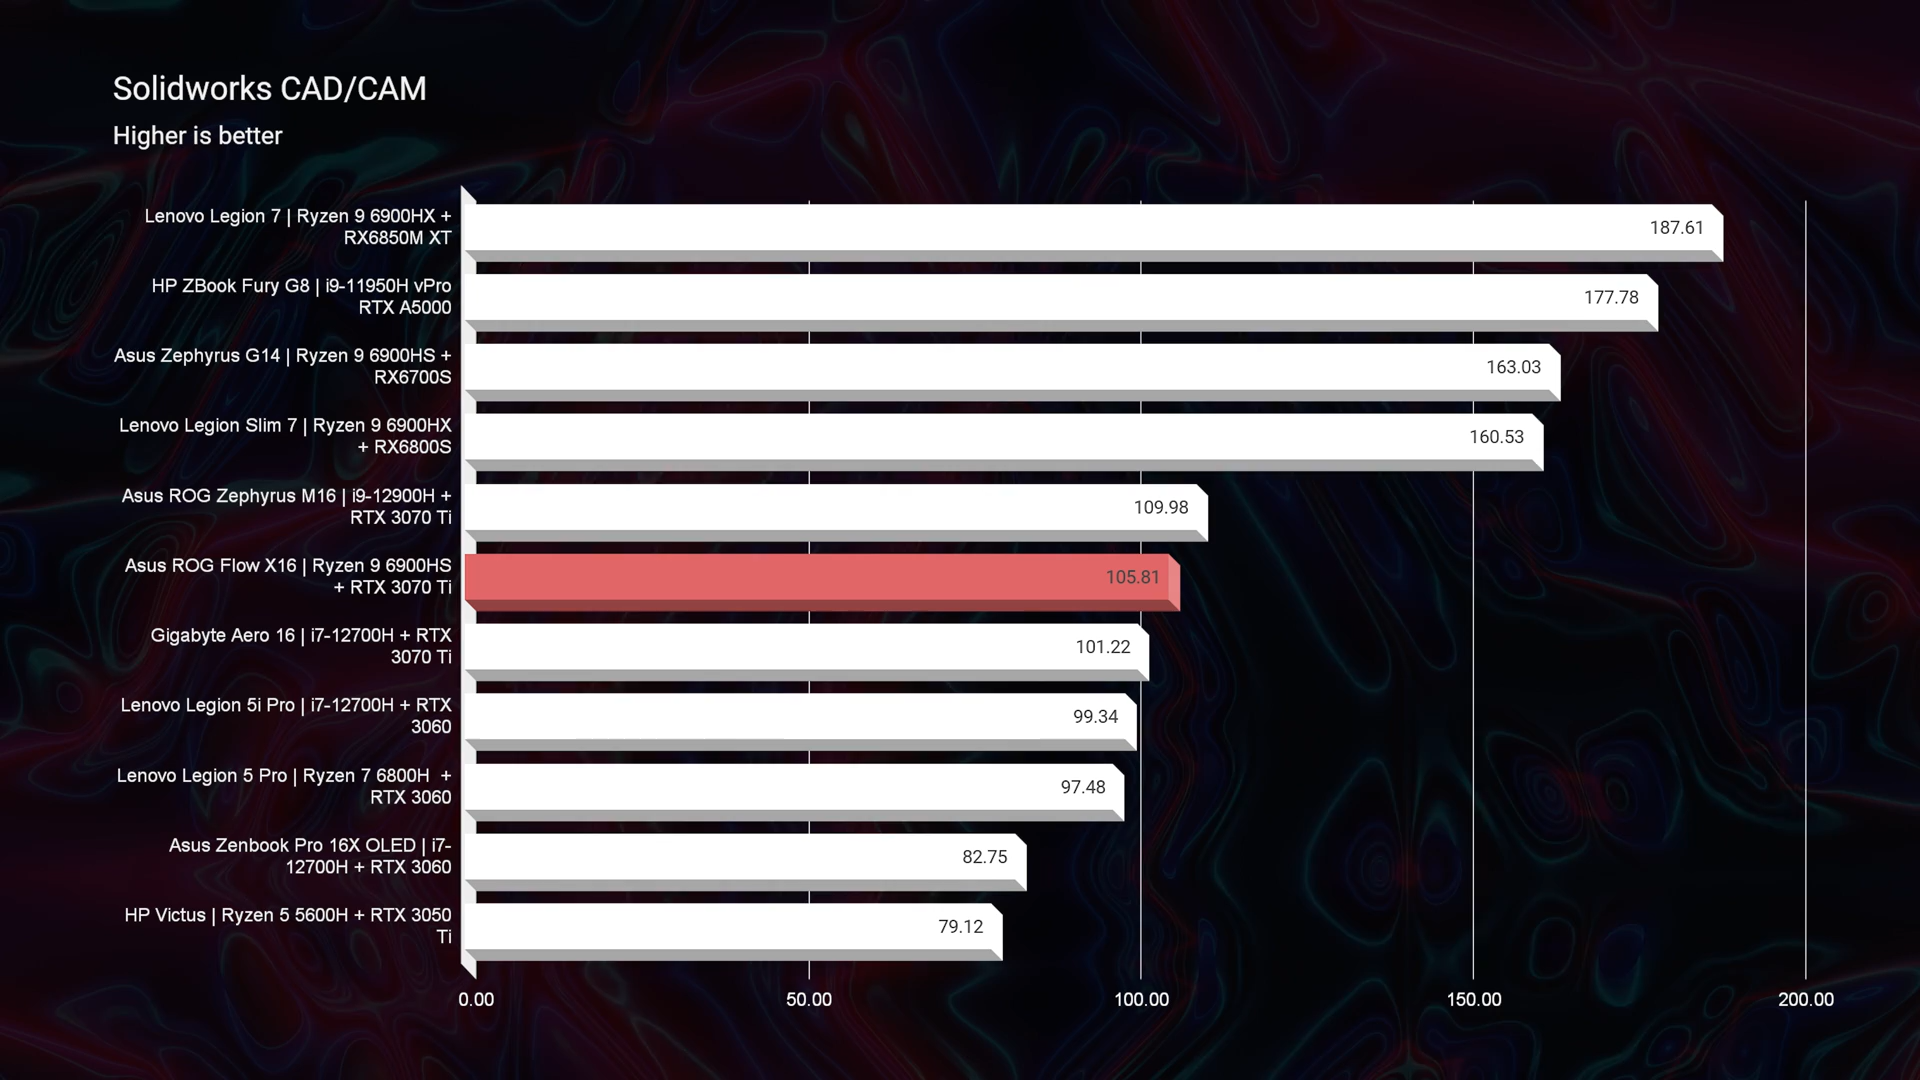 Solidworks CAD/CAM
Higher is better
Lenovo Legion 7 | Ryzen 9 6900HX +
RX6850M XT
187.61
HP ZBook Fury G8 | i9-11950H vPro
RTX A5000
177.78
Asus Zephyrus G14 | Ryzen 9 6900HS +
RX6700S
163.03
Lenovo Legion Slim 7 | Ryzen 9 6900HX
+ RX6800S
160.53
Asus ROG Zephyrus M16 | i9-12900H +
RTX 3070 Ti
109.98
Asus ROG Flow X16 | Ryzen 9 6900HS
+ RTX 3070 Ti
105.81
Gigabyte Aero 16 | i7-12700H + RTX
3070 Ti
101.22
Lenovo Legion 5i Pro | i7-12700H + RTX
3060
99.34
Lenovo Legion 5 Pro | Ryzen 7 6800H +
RTX 3060
97.48
Asus Zenbook Pro 16X OLED | i7-
12700H + RTX 3060
82.75
HP Victus | Ryzen 5 5600H + RTX 3050
Ti
79.12
0.00 50.00 100.00 150.00 200.00